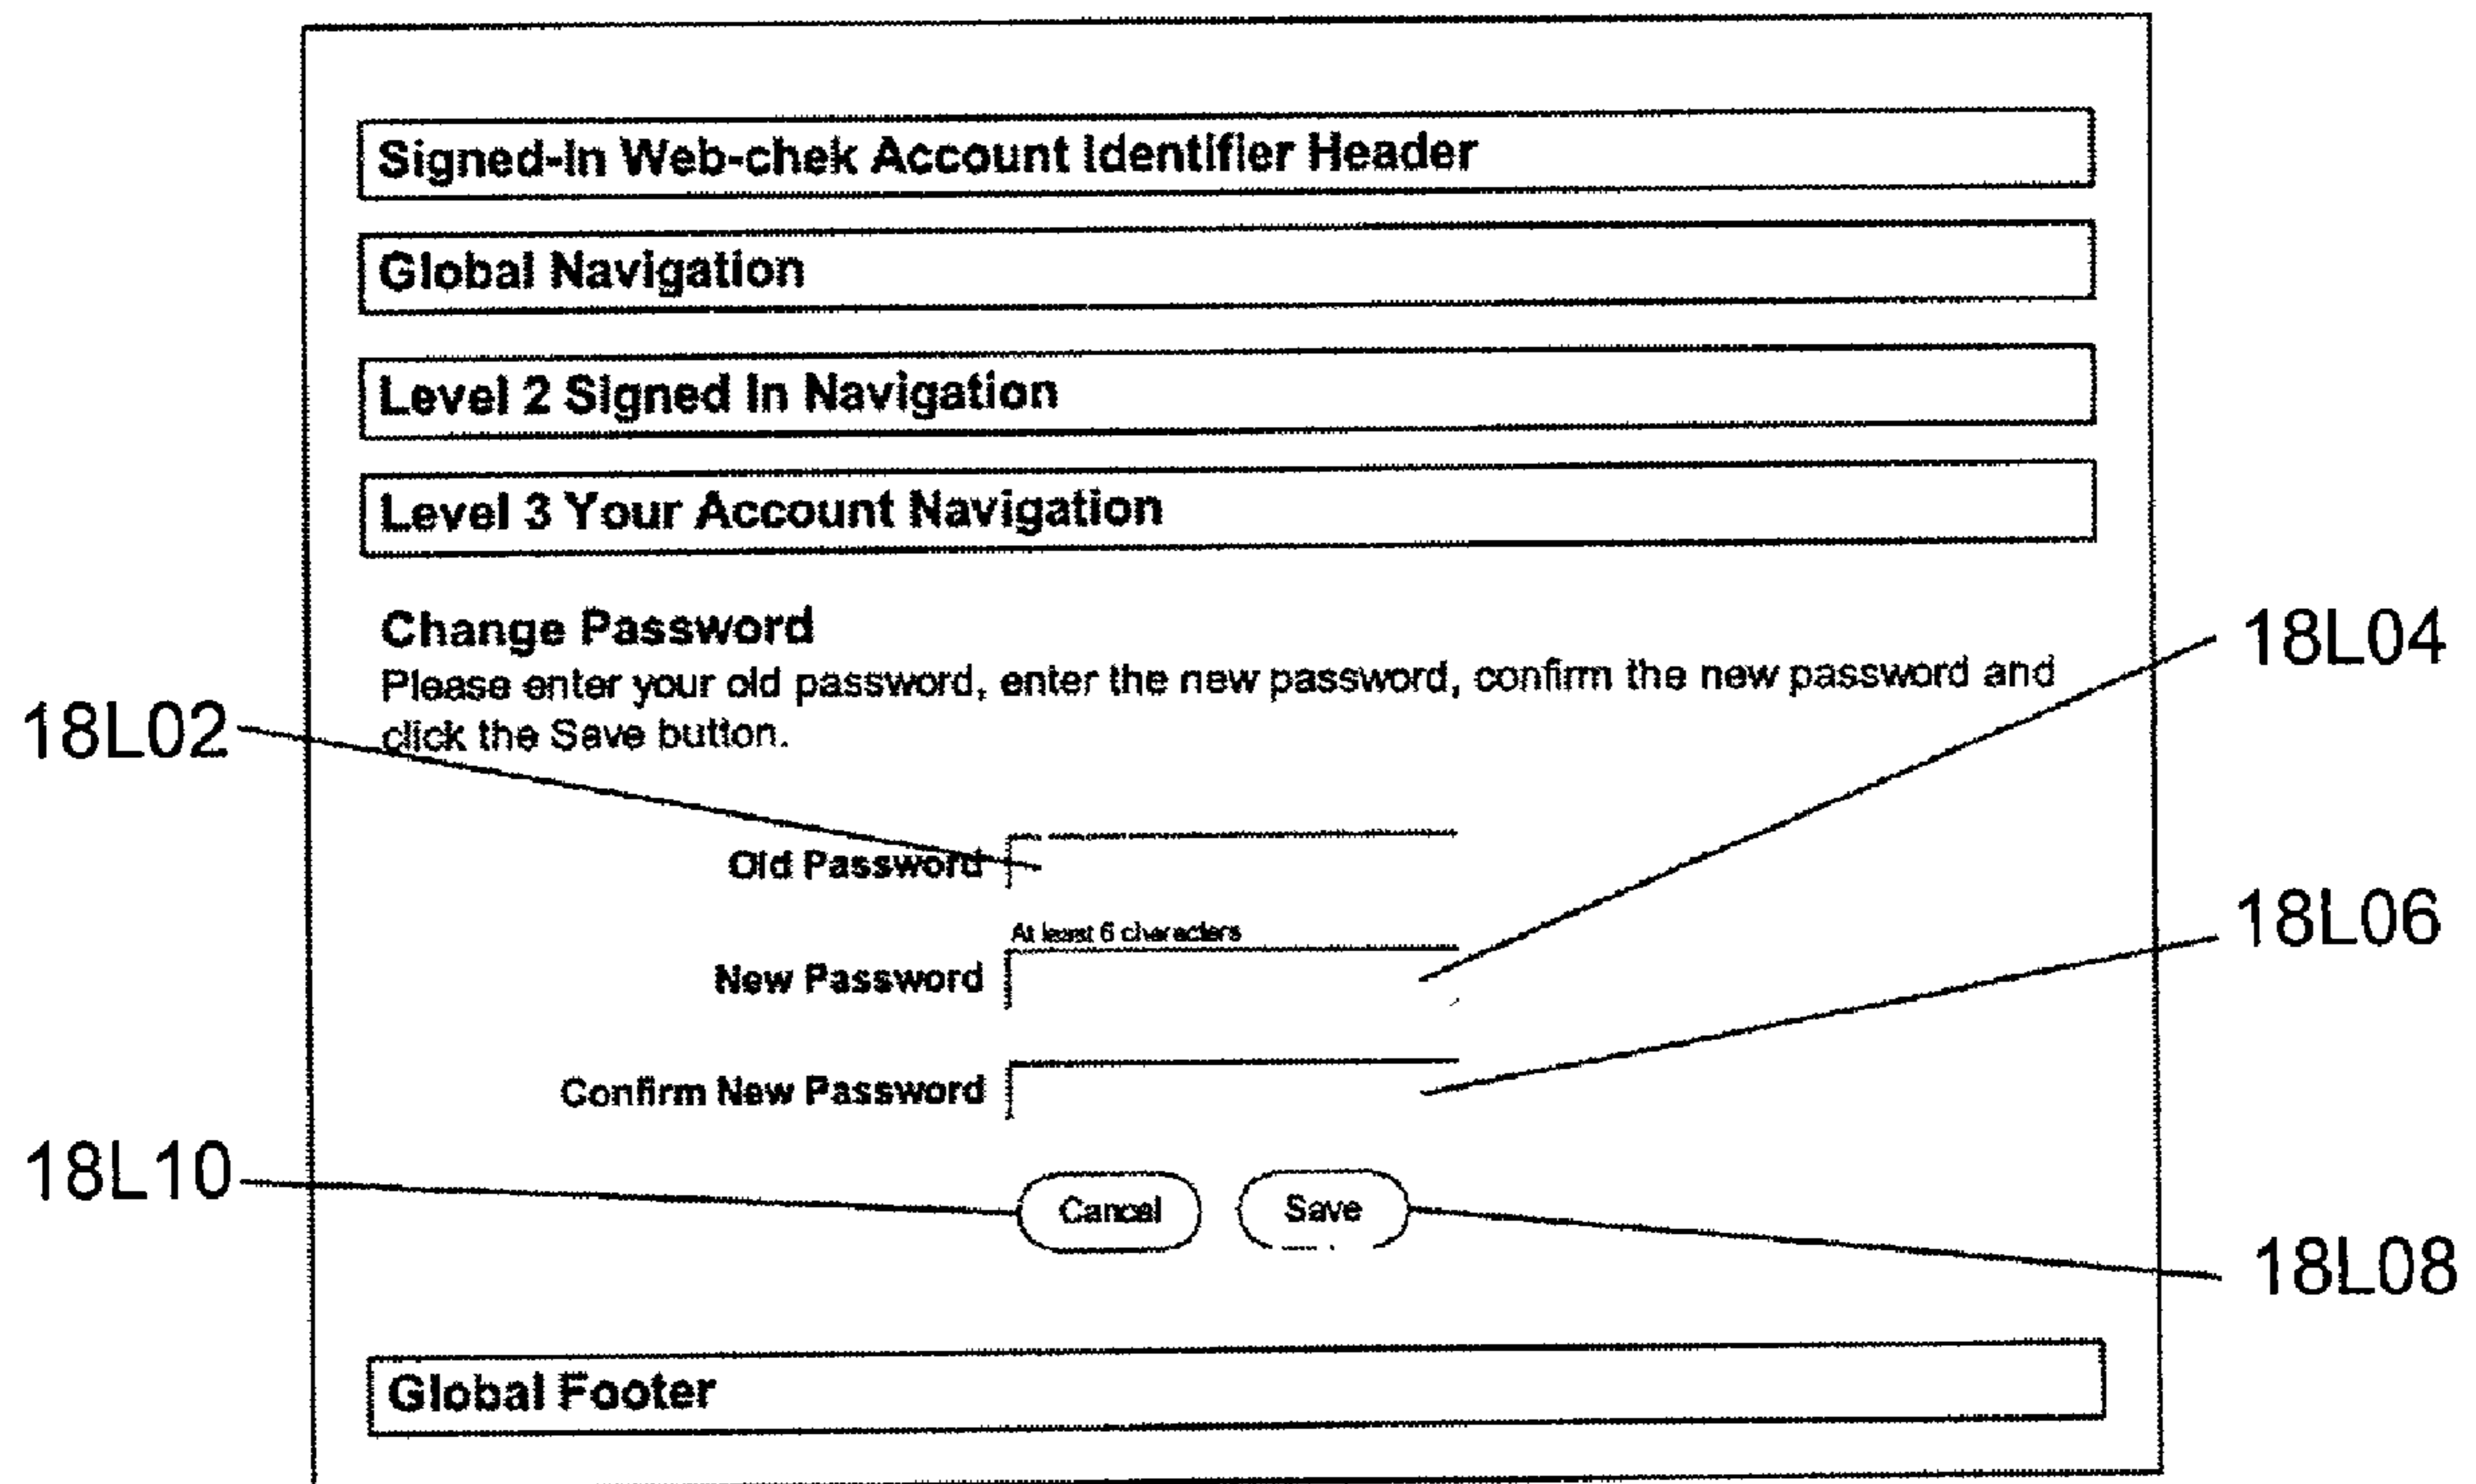 Signed-In Web-chek Account Identifier Header
Global Navigation
Level 2 Signed In Navigation
Level 3 Your Account Navigation
Change Password
Please enter your old password, enter the new password, confirm the new password and
click the Save button.
18L04
18L02
Old Password
At least 6 characters
New Password
18L06
Confirm New Password
18L10
Cancel
Save
18L08
Global Footer